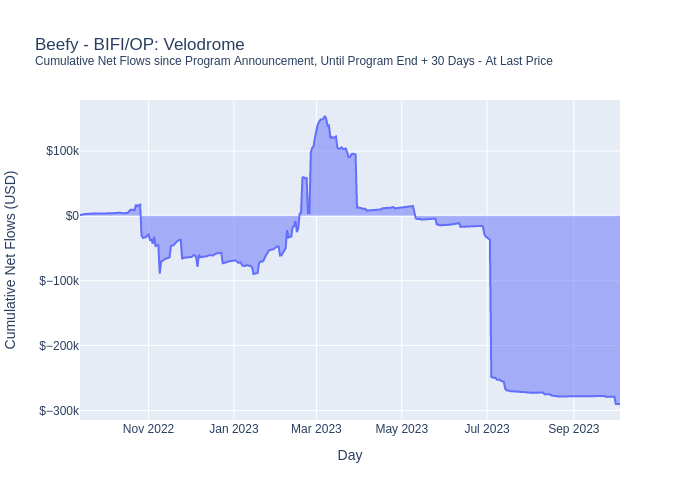 Beefy - BIFI/OP: Velodrome
Cumulative Net Flows since Program Announcement, Until Program End + 30 Days - At Last Price
Cumulative Net Flows (USD)
$100k
$0
$−100k
$−200k
$−300k
Nov 2022
Jan 2023
Mar 2023
May 2023
Jul 2023
Sep 2023
Day